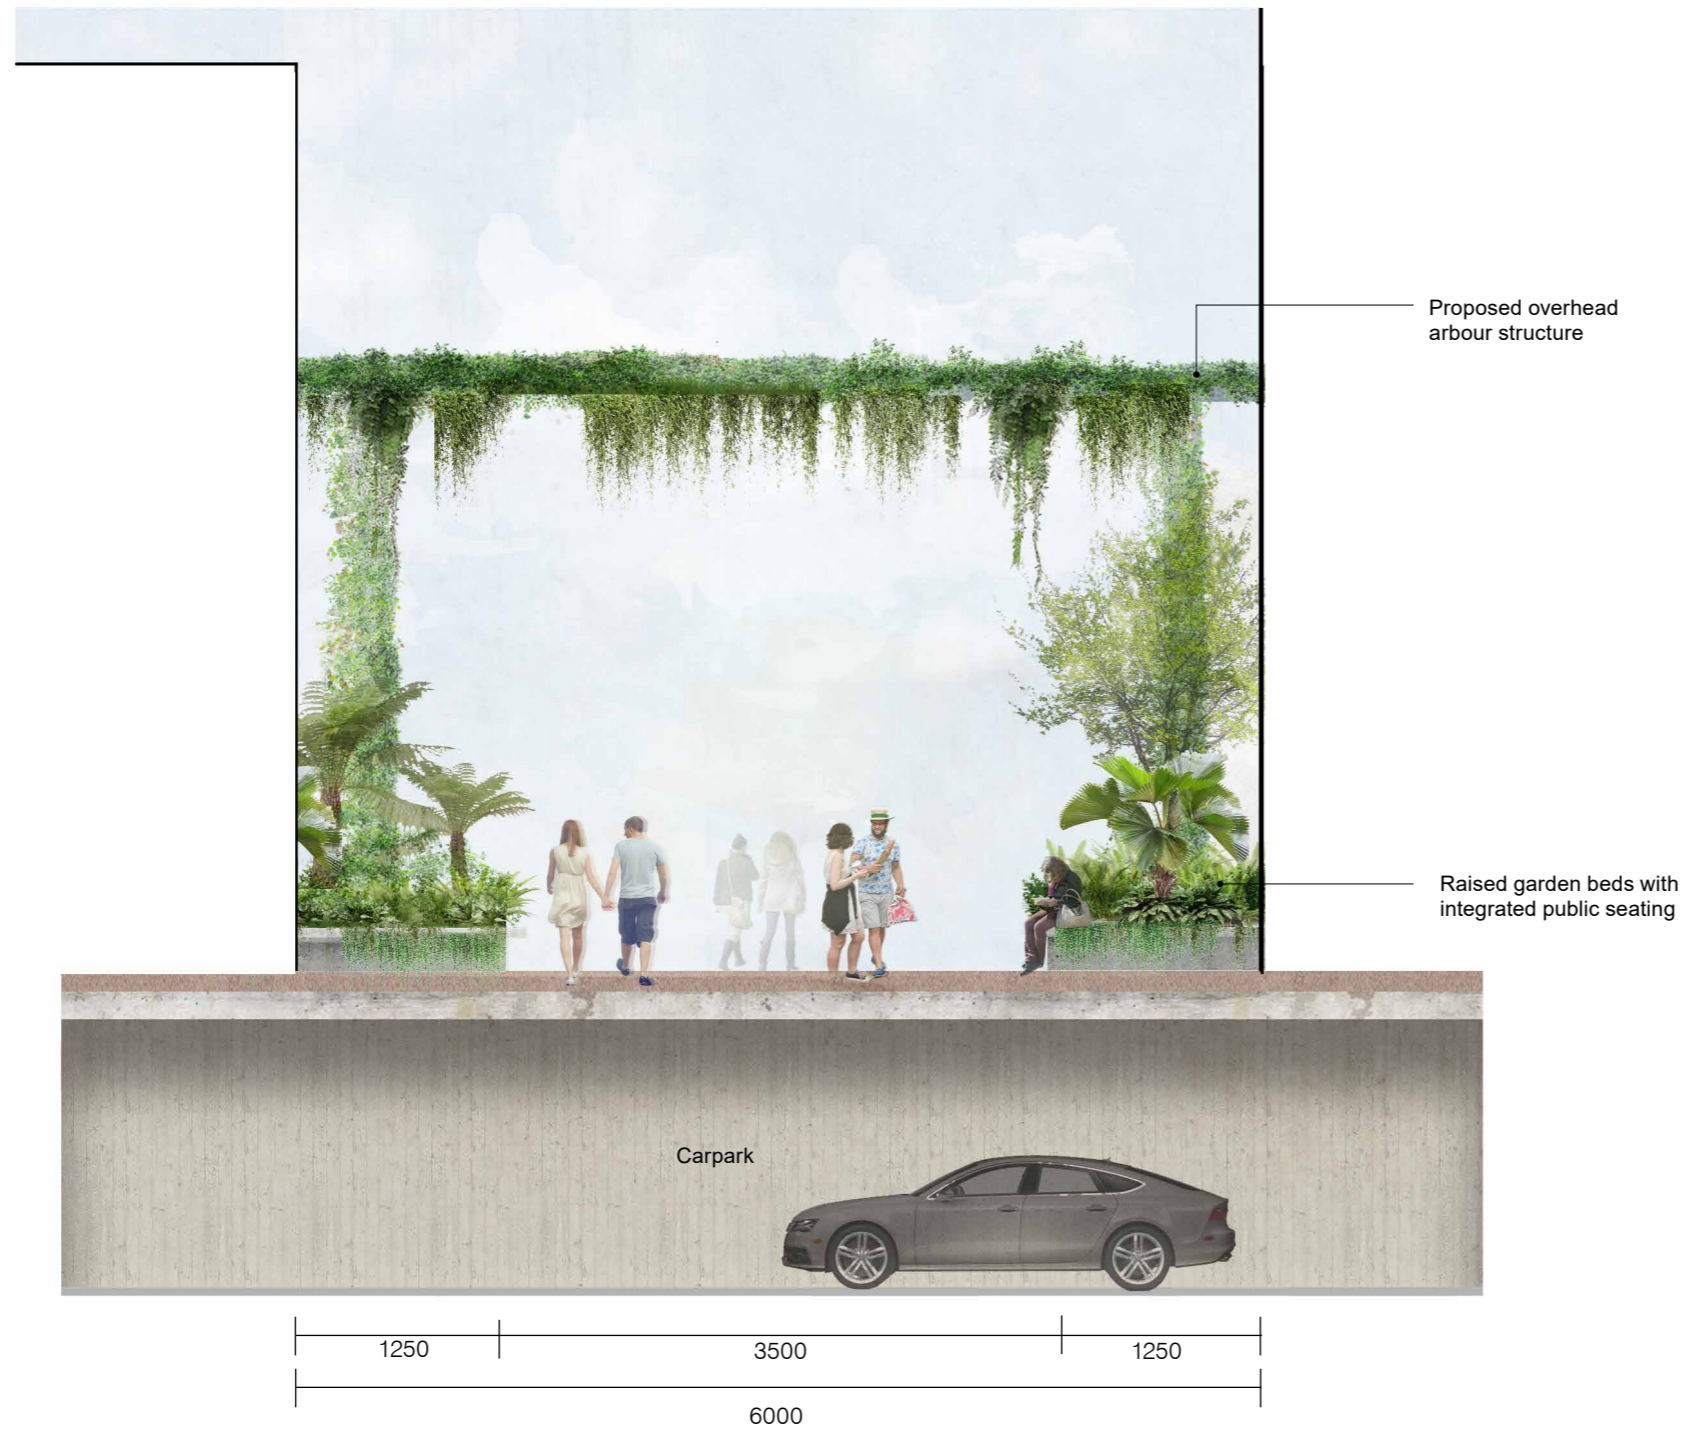 Proposed overhead
arbour structure
Raised garden beds with
integrated public seating
Carpark
1250
3500
1250
6000